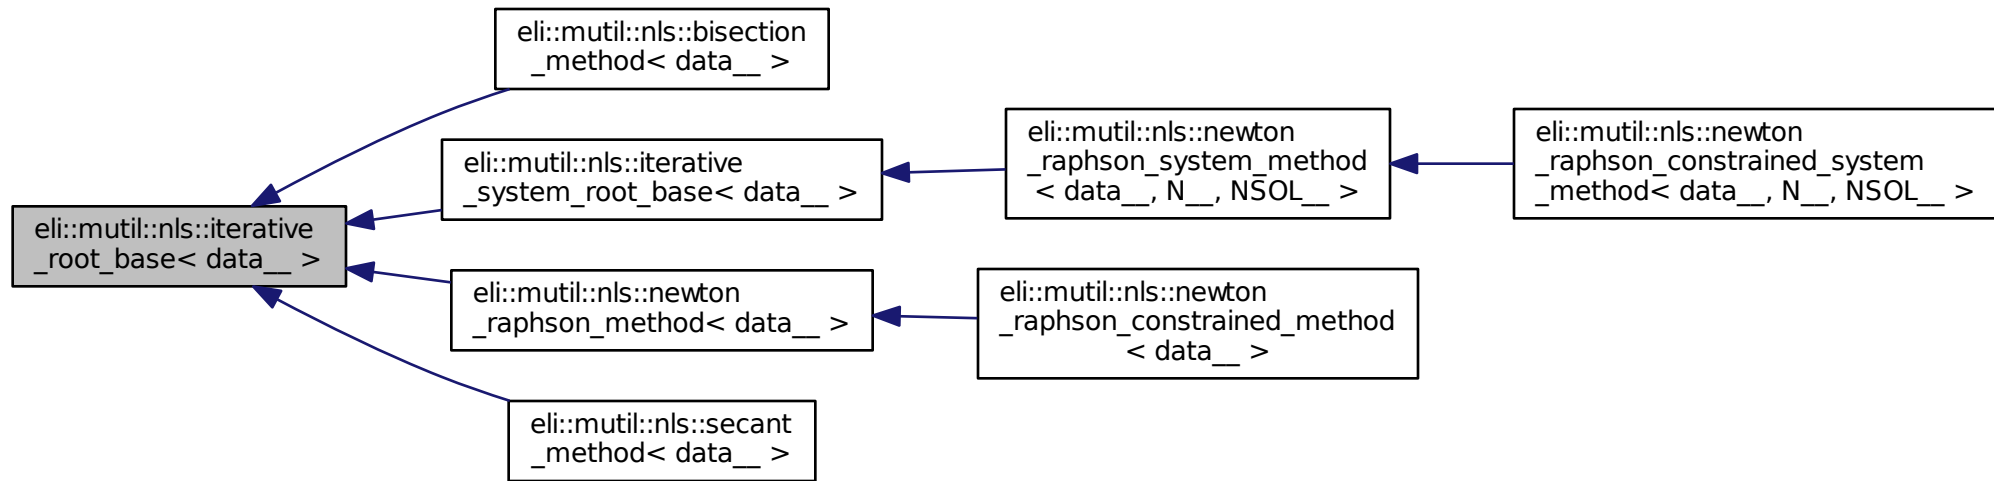 eli::mutil::nls::bisection
_method< data__ >
eli::mutil::nls::iterative
_system_root_base< data__ >
eli::mutil::nls::newton
_raphson_system_method
< data__, N__, NSOL__ >
eli::mutil::nls::newton
_raphson_constrained_system
_method< data__, N__, NSOL__ >
eli::mutil::nls::iterative
_root_base< data__ >
eli::mutil::nls::newton
_raphson_method< data__ >
eli::mutil::nls::newton
_raphson_constrained_method
< data__ >
eli::mutil::nls::secant
_method< data__ >